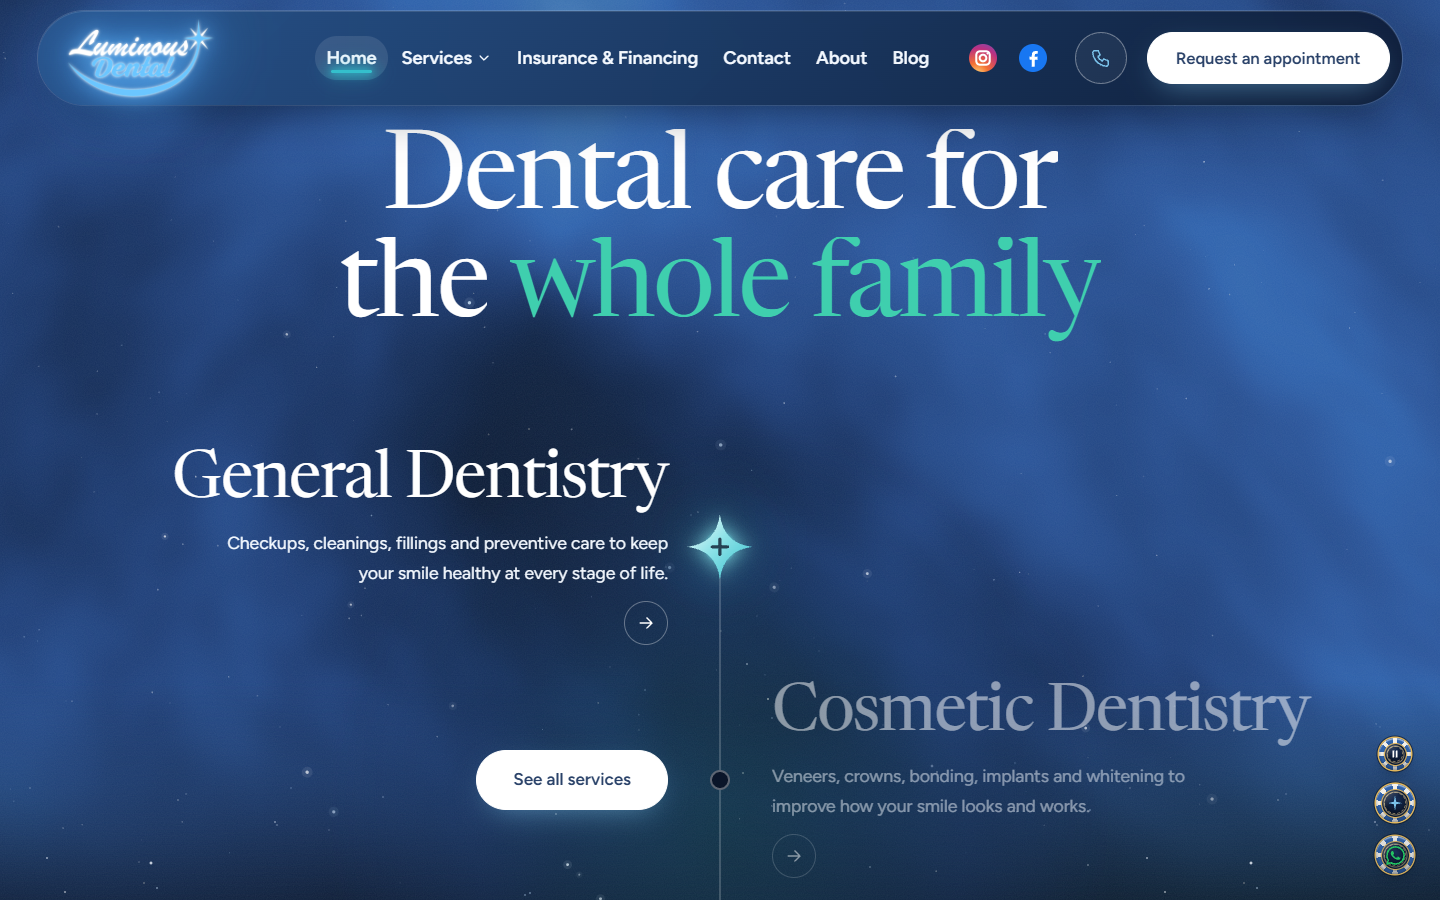 Luminous
Dental
Home
Services
Insurance & Financing
Contact
About
Blog
Request an appointment
Dental care for
the whole family
General Dentistry
Checkups, cleanings, fillings and preventive care to keep
your smile healthy at every stage of life.
Cosmetic Dentistry
See all services
Veneers, crowns, bonding, implants and whitening to
improve how your smile looks and works.